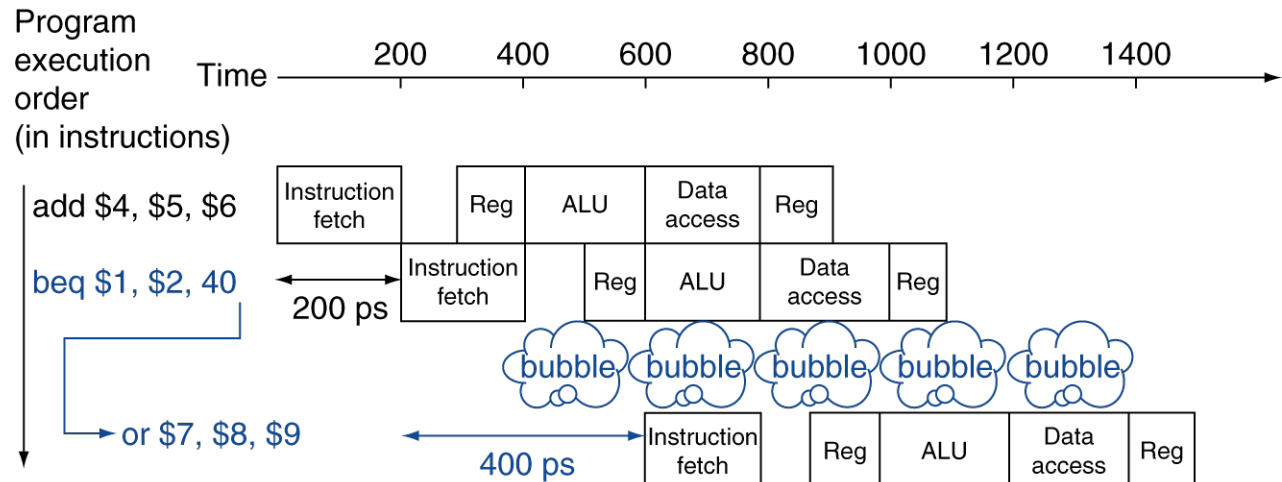 Program
execution
order
(in instructions)
Time
200 400 600 800 1000 1200 1400
add $4, $5, $6
Instruction
fetch
Reg
ALU
Data
access
Reg
beq $1, $2, 40
200 ps
Instruction
fetch
Reg
ALU
Data
access
Reg
bubble bubble bubble bubble bubble
or $7, $8, $9
400 ps
Instruction
fetch
Reg
ALU
Data
access
Reg